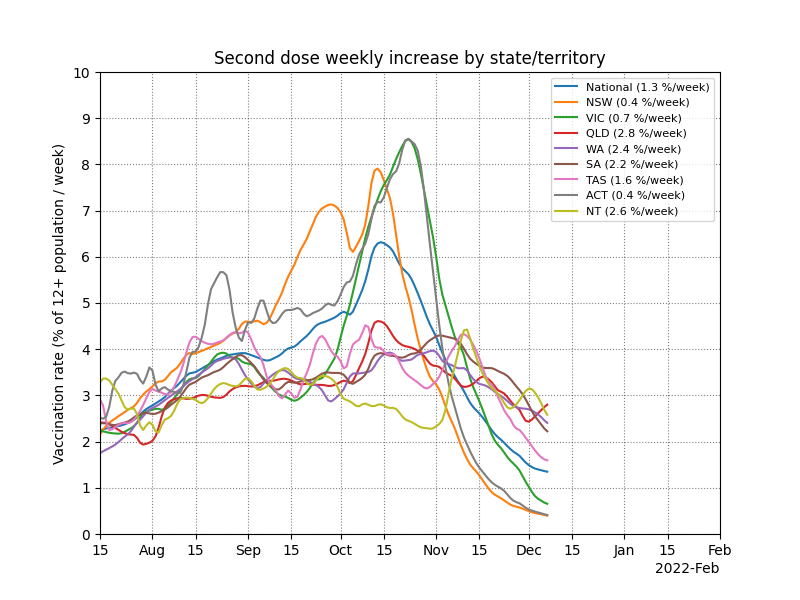 Second dose weekly increase by state/territory
Vaccination rate (% of 12+ population / week)
10
9
8
7
6
5
4
3
2
1
0
National (1.3 %/week)
NSW (0.4 %/week)
VIC (0.7 %/week)
QLD (2.8 %/week)
WA (2.4 %/week)
SA (2.2 %/week)
TAS (1.6 %/week)
ACT (0.4 %/week)
NT (2.6 %/week)
15 Aug 15 Sep 15 Oct 15 Nov 15 Dec 15 Jan 15 Feb
2022-Feb